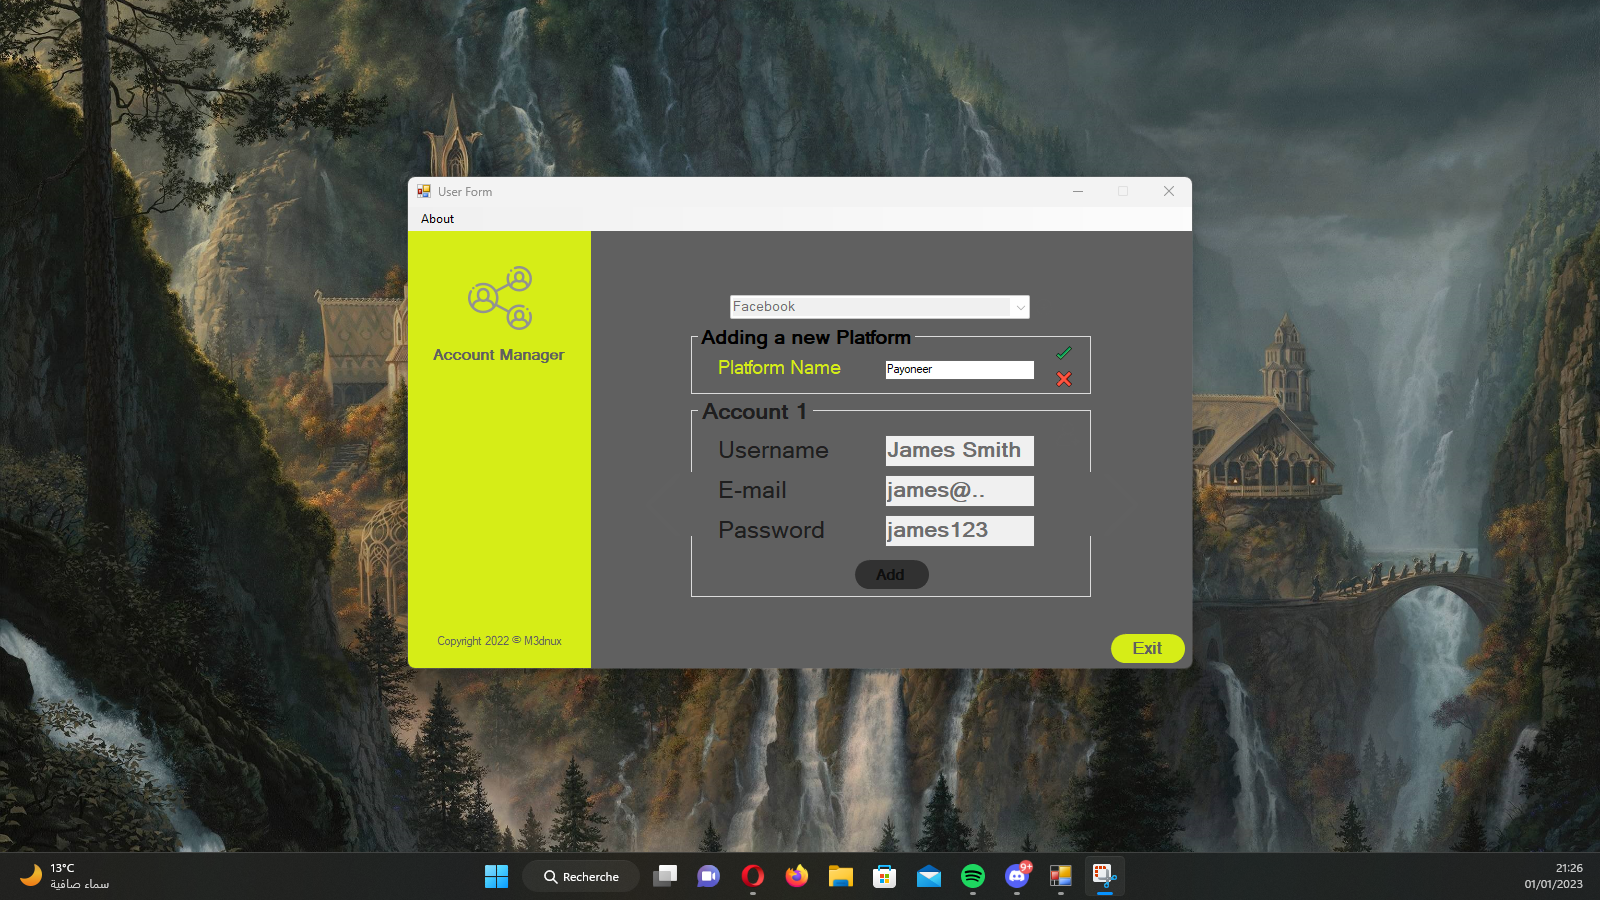 User Form
About
Account Manager
Copyright 2022 © M3dnux
Facebook
Adding a new Platform
Platform Name
Payoneer
Account 1
Username
James Smith
E-mail
james@..
Password
james123
Add
Exit
13°C
سماء صافية
Recherche
9+
21:26
01/01/2023